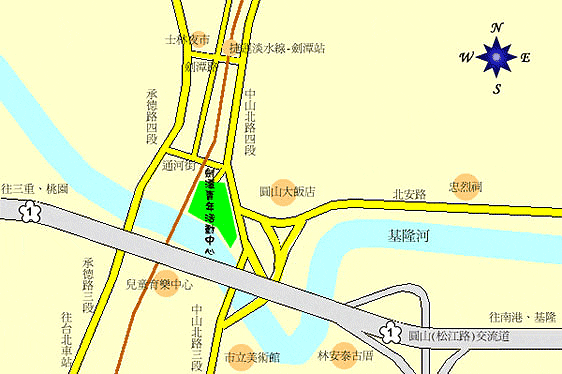 士林夜市
捷運淡水線-劍潭站
劍潭路
N
W
E
S
承德路四段
中山北路四段
通河街
劍潭青年活動中心
圓山大飯店
北安路
忠烈祠
往三重、桃園
1
基隆河
承德路三段
兒童育樂中心
中山北路三段
往台北車站
往南港、基隆
1
圓山(松江路)交流道
市立美術館
林安泰古厝